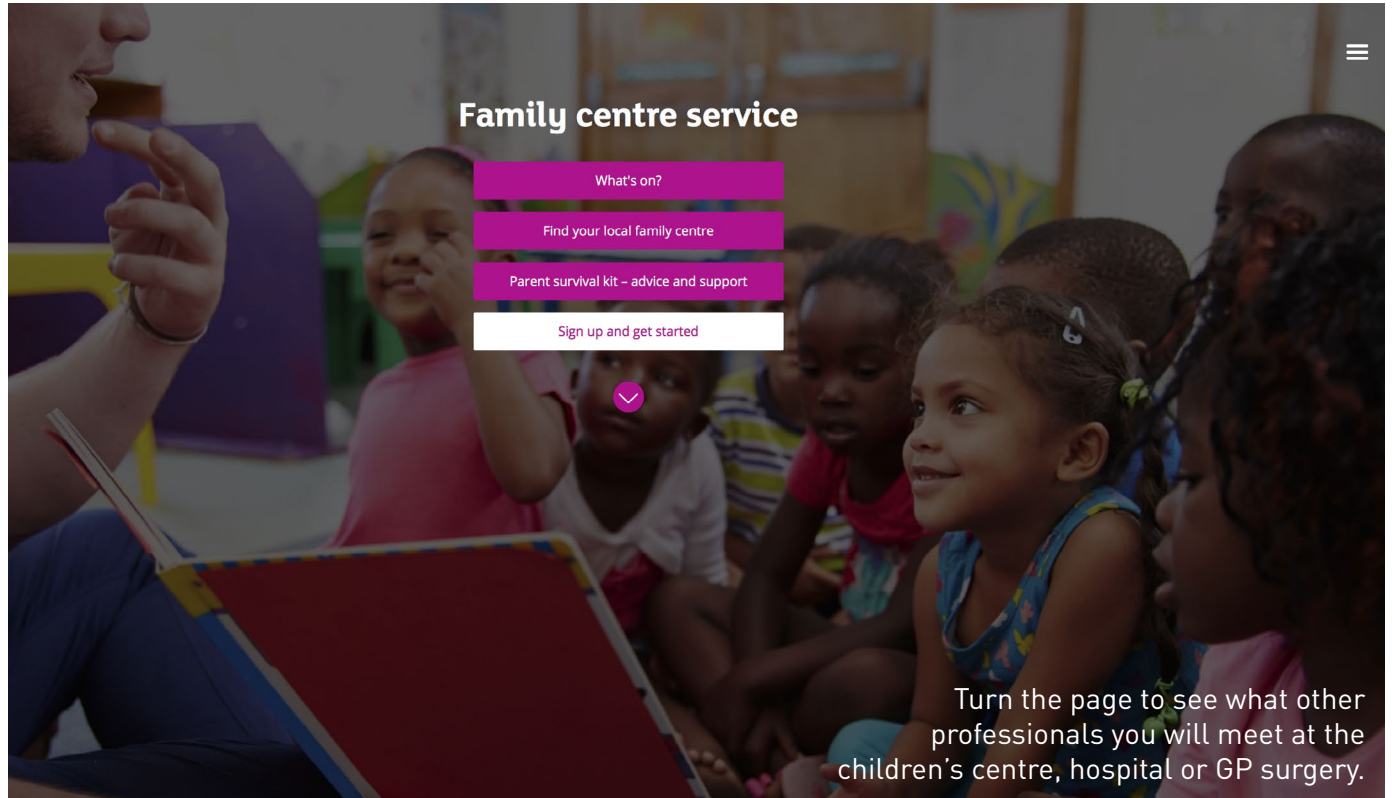 Family centre service
What's on?
Find your local family centre
Parent survival kit – advice and support
Sign up and get started
Turn the page to see what other
professionals you will meet at the
children’s centre, hospital or GP surgery.